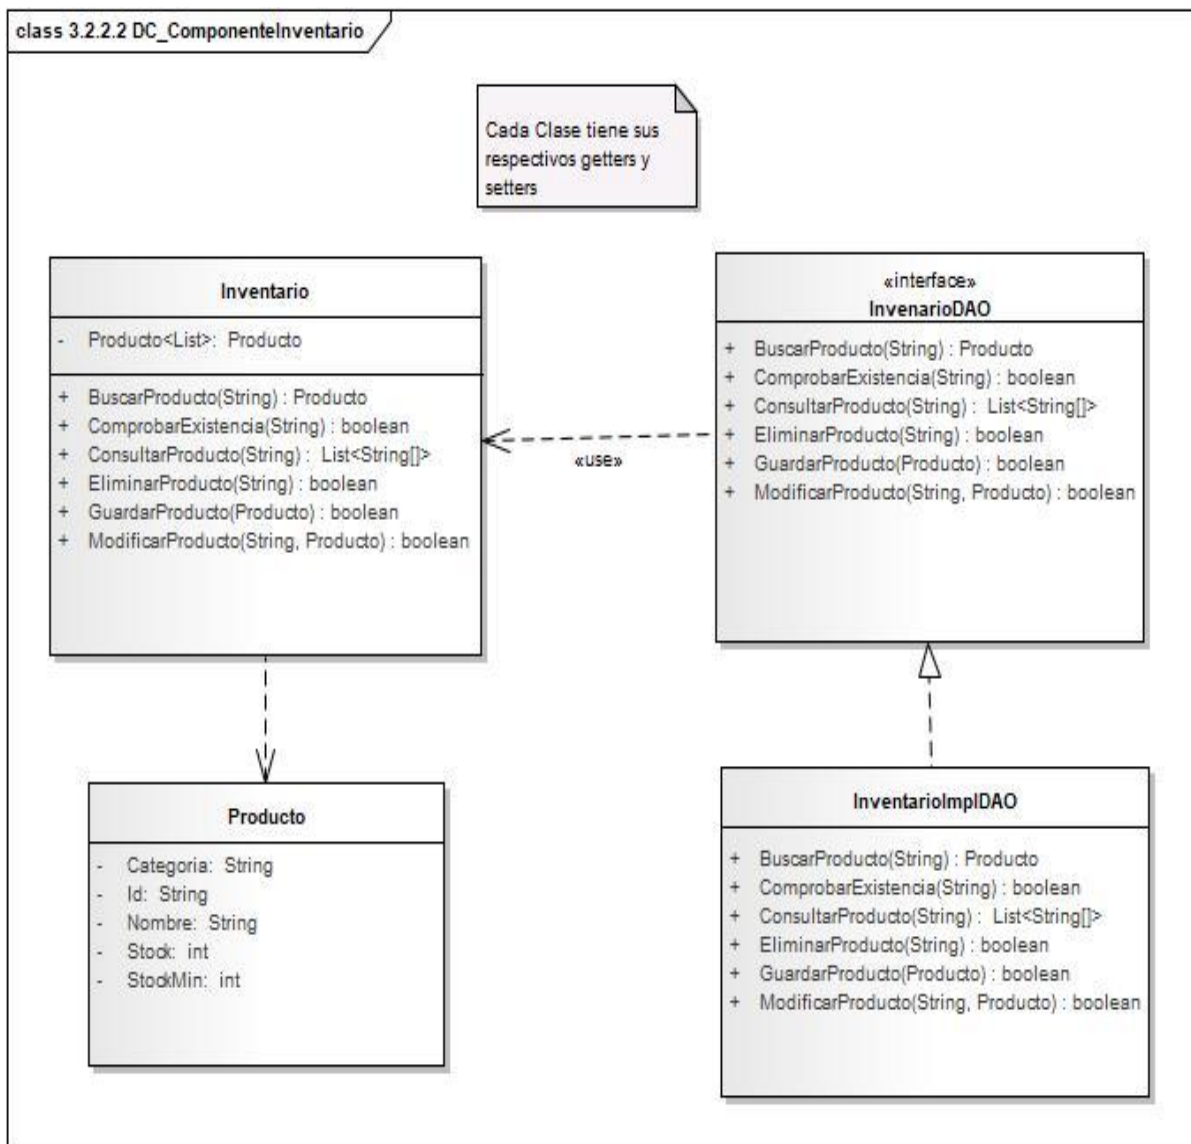 class 3.2.2.2 DC_ComponenteInventario
Cada Clase tiene sus
respectivos getters y
setters
Inventario
- Producto<List>: Producto
+ BuscarProducto(String) : Producto
+ ComprobarExistencia(String) : boolean
+ ConsultarProducto(String) : List<String[]>
+ EliminarProducto(String) : boolean
+ GuardarProducto(Producto) : boolean
+ ModificarProducto(String, Producto) : boolean
«use»
«interface»
InvenarioDAO
+ BuscarProducto(String) : Producto
+ ComprobarExistencia(String) : boolean
+ ConsultarProducto(String) : List<String[]>
+ EliminarProducto(String) : boolean
+ GuardarProducto(Producto) : boolean
+ ModificarProducto(String, Producto) : boolean
Producto
- Categoria: String
- Id: String
- Nombre: String
- Stock: int
- StockMin: int
InventarioImplDAO
+ BuscarProducto(String) : Producto
+ ComprobarExistencia(String) : boolean
+ ConsultarProducto(String) : List<String[]>
+ EliminarProducto(String) : boolean
+ GuardarProducto(Producto) : boolean
+ ModificarProducto(String, Producto) : boolean